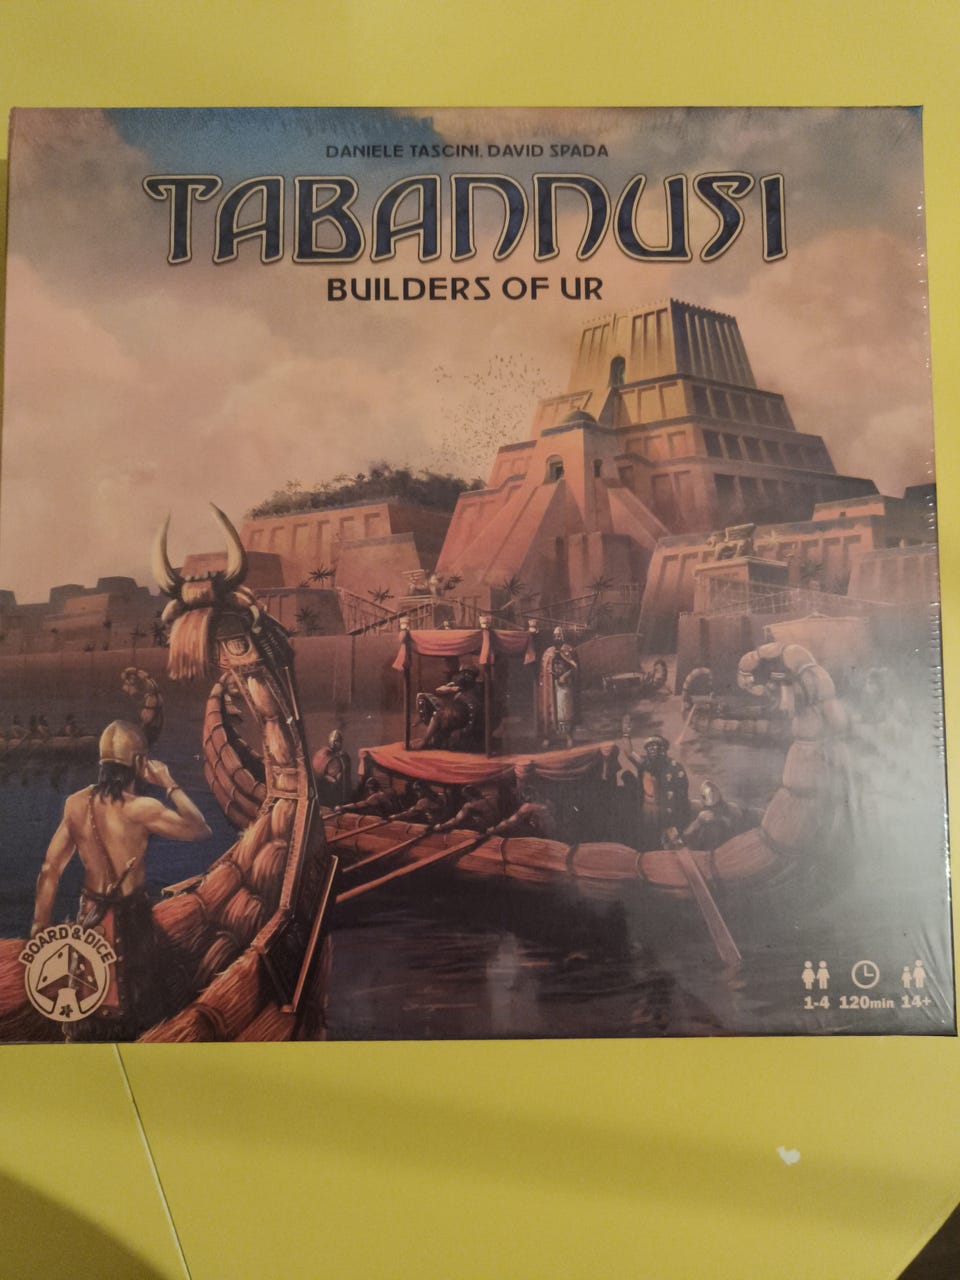 DANIELE TASCINI, DAVID SPADA
TABANNUSI
BUILDERS OF UR
BOARD & DICE
1-4 120min 14+